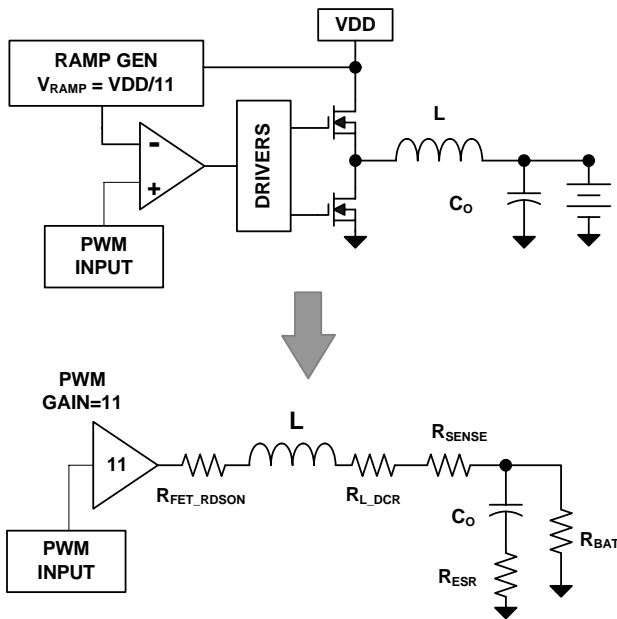 VDD
RAMP GEN
VRAMP = VDD/11
-
+
DRIVERS
L
CO
PWM
INPUT
PWM
GAIN=11
11
RFET_RDSON
L
RL_DCR
RSENSE
CO
RESR
RBAT
PWM
INPUT